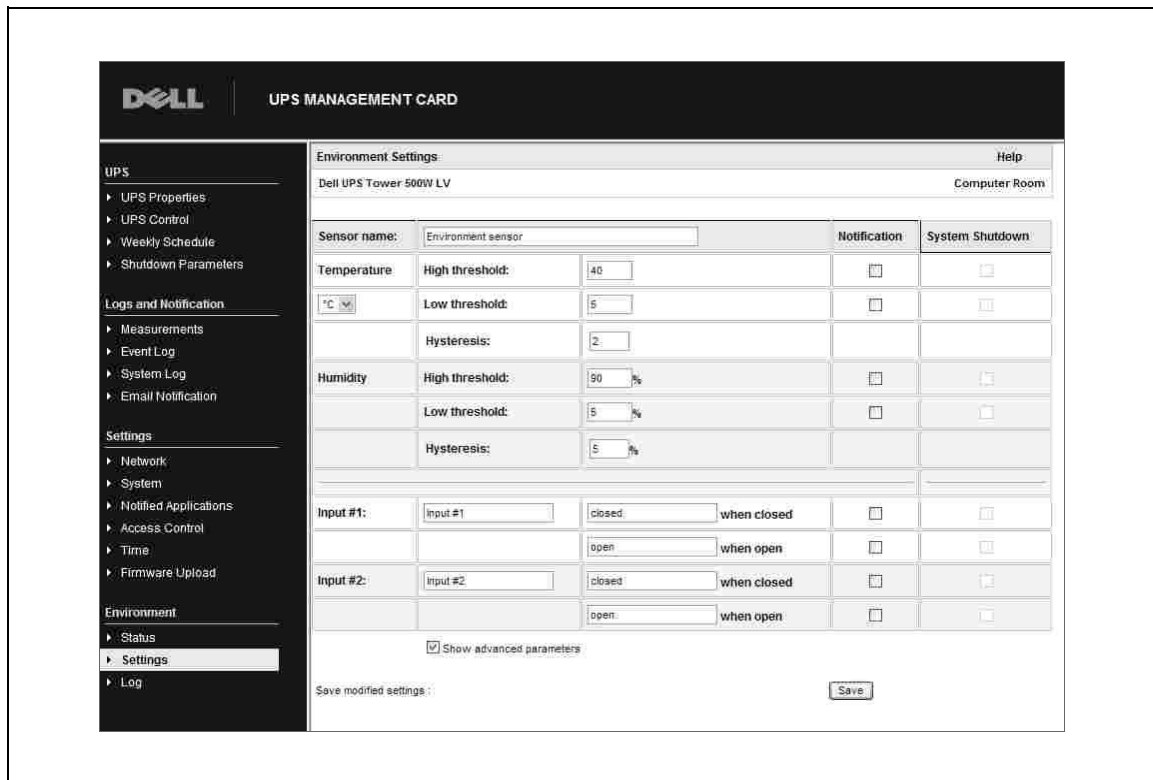 DELL
UPS MANAGEMENT CARD
UPS
UPS Properties
UPS Control
Weekly Schedule
Shutdown Parameters
Logs and Notification
Measurements
Event Log
System Log
Email Notification
Settings
Network
System
Notified Applications
Access Control
Time
Firmware Upload
Environment
Status
Settings
Log
Environment Settings Help
Dell UPS Tower 500W LV Computer Room
Sensor name: Environment sensor Notification System Shutdown
Temperature High threshold: 40
°C Low threshold: 5
Hysteresis: 2
Humidity High threshold: 90 %
Low threshold: 5 %
Hysteresis: 5 %
Input #1: Input #1 closed when closed
open when open
Input #2: Input #2 closed when closed
open when open
Show advanced parameters
Save modified settings : Save